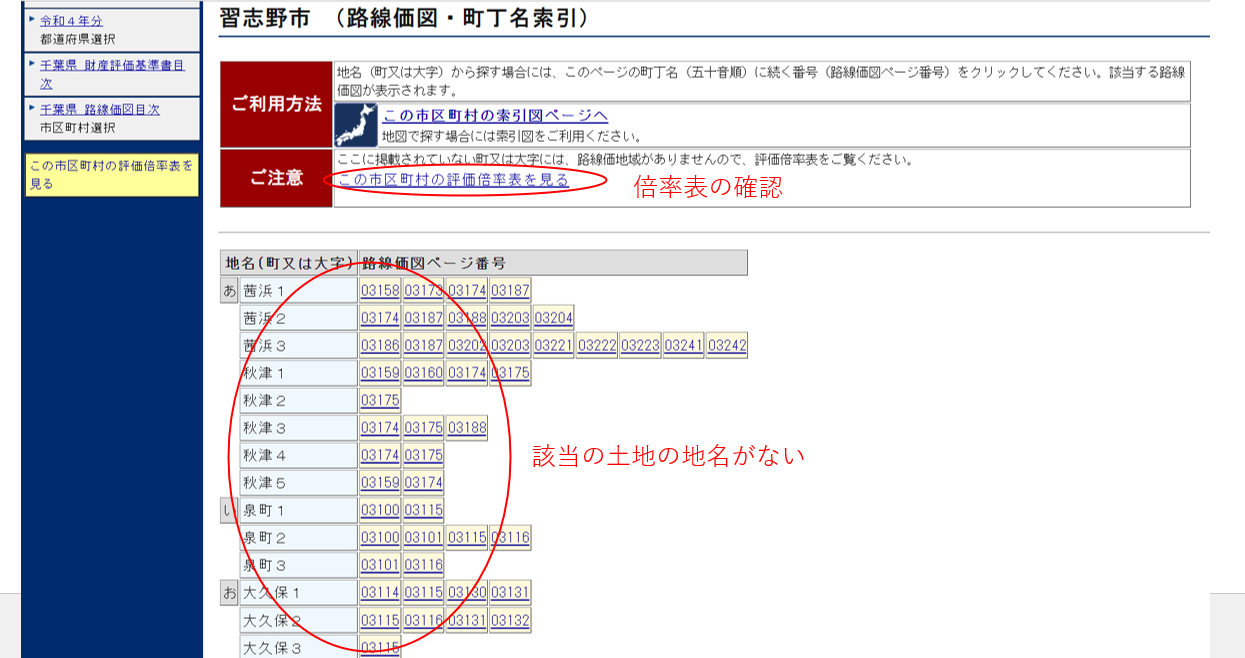 令和４年分
都道府県選択
千葉県 財産評価基準書目
次
千葉県 路線価図目次
市区町村選択
この市区町村の評価倍率表を
見る
習志野市　（路線価図・町丁名索引）
ご利用方法
地名（町又は大字）から探す場合には、このページの町丁名（五十音順）に続く番号（路線価図ページ番号）をクリックしてください。該当する路線
価図が表示されます。
この市区町村の索引図ページへ
地図で探す場合には索引図をご利用ください。
ご注意
ここに掲載されていない町又は大字には、路線価地域がありませんので、評価倍率表をご覧ください。
この市区町村の評価倍率表を見る
倍率表の確認
地名(町又は大字) 路線価図ページ番号
あ 茜浜１ 03158 03173 03174 03187
茜浜２ 03174 03187 03188 03203 03204
茜浜３ 03186 03187 03202 03203 03221 03222 03223 03241 03242
秋津１ 03159 03160 03174 03175
秋津２ 03175
秋津３ 03174 03175 03188
秋津４ 03174 03175
該当の土地の地名がない
秋津５ 03159 03174
い 泉町１ 03100 03115
泉町２ 03100 03101 03115 03116
泉町３ 03101 03116
お 大久保１ 03114 03115 03130 03131
大久保２ 03115 03116 03131 03132
大久保３ 03115